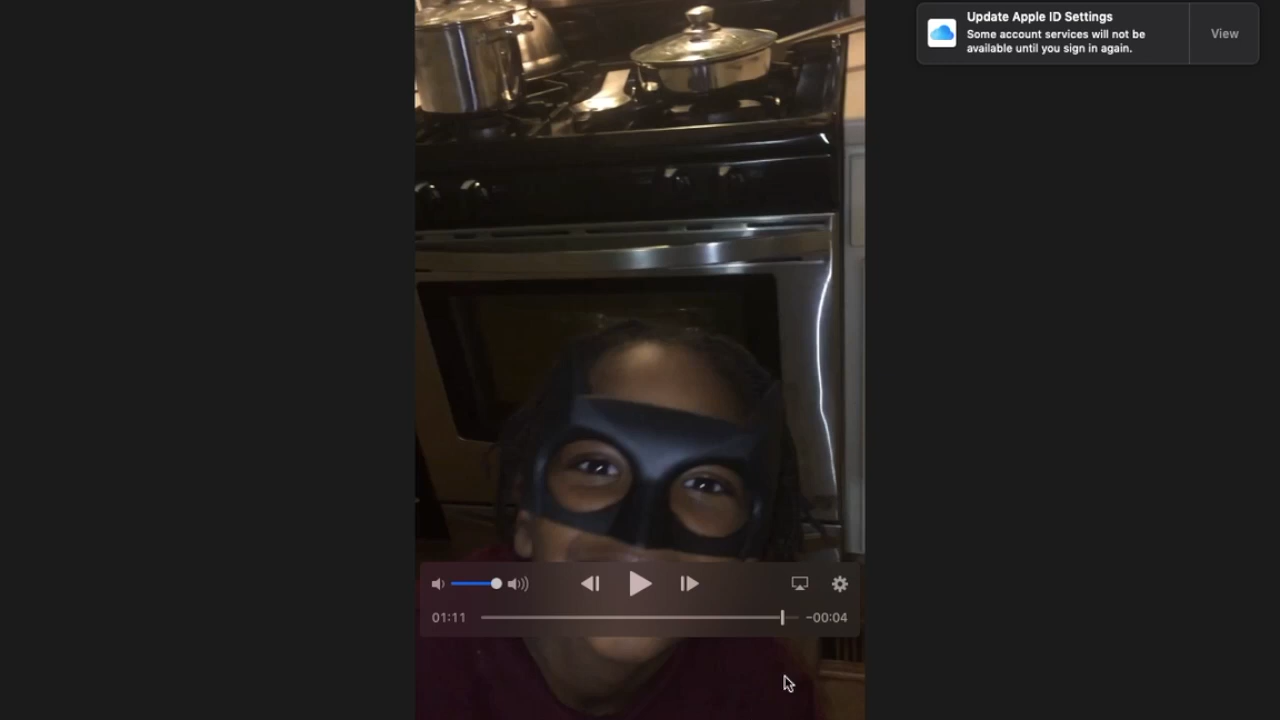 Update Apple ID Settings
Some account services will not be
available until you sign in again.
View
01:11
-00:04